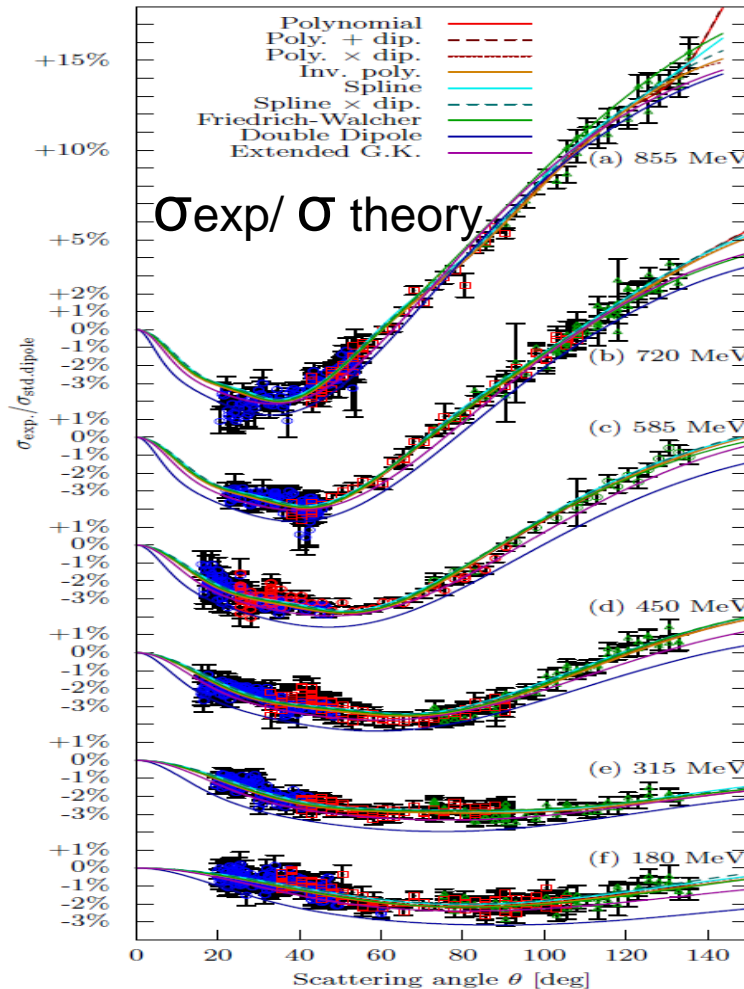 Polynomial
Poly. + dip.
Poly. × dip.
Inv. poly.
Spline
Spline × dip.
Friedrich-Walcher
Double Dipole
Extended G.K.
+15%
+10%
+5%
+2%
+1%
0%
-1%
-2%
-3%
(a) 855 MeV
σexp/ σ theory
σexp./σstd.dipole
+1%
0%
-1%
-2%
-3%
(b) 720 MeV
+1%
0%
-1%
-2%
-3%
(c) 585 MeV
+1%
0%
-1%
-2%
-3%
(d) 450 MeV
+1%
0%
-1%
-2%
-3%
(e) 315 MeV
+1%
0%
-1%
-2%
-3%
(f) 180 MeV
0 20 40 60 80 100 120 140
Scattering angle θ [deg]